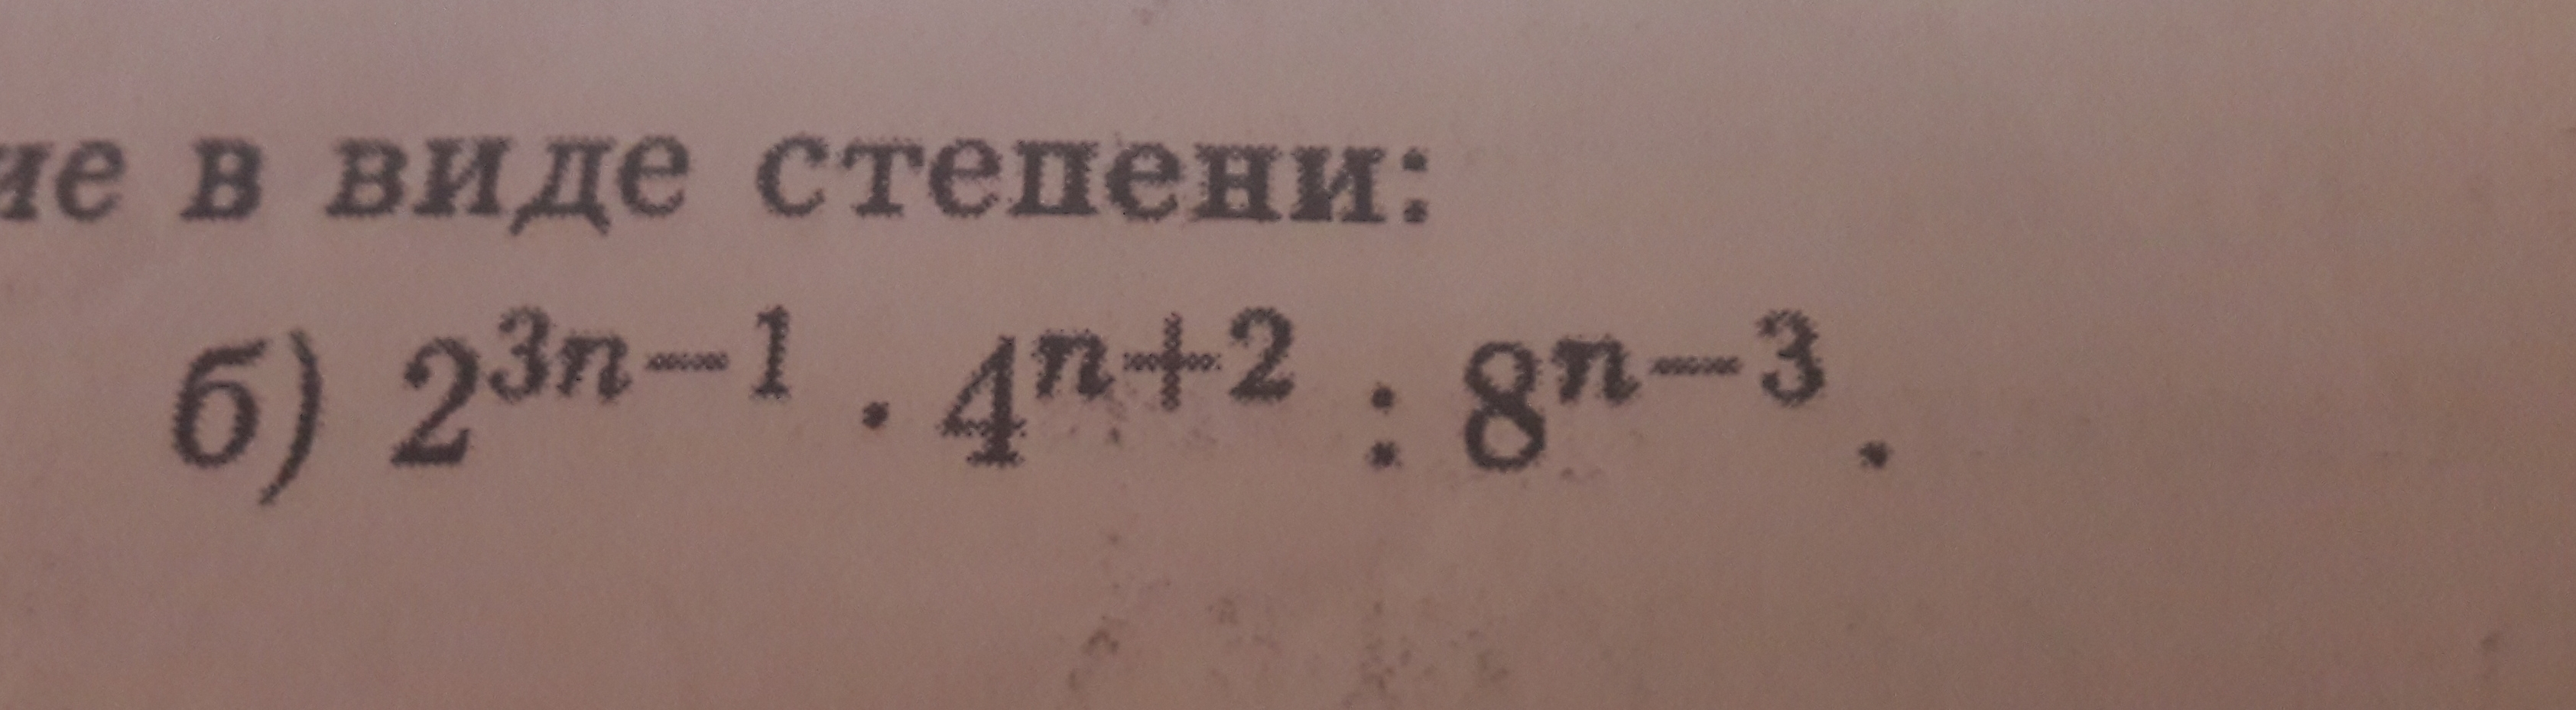 ие в виде степени:
б) 2^{3n−1} · 4^{n+2} : 8^{n−3}.